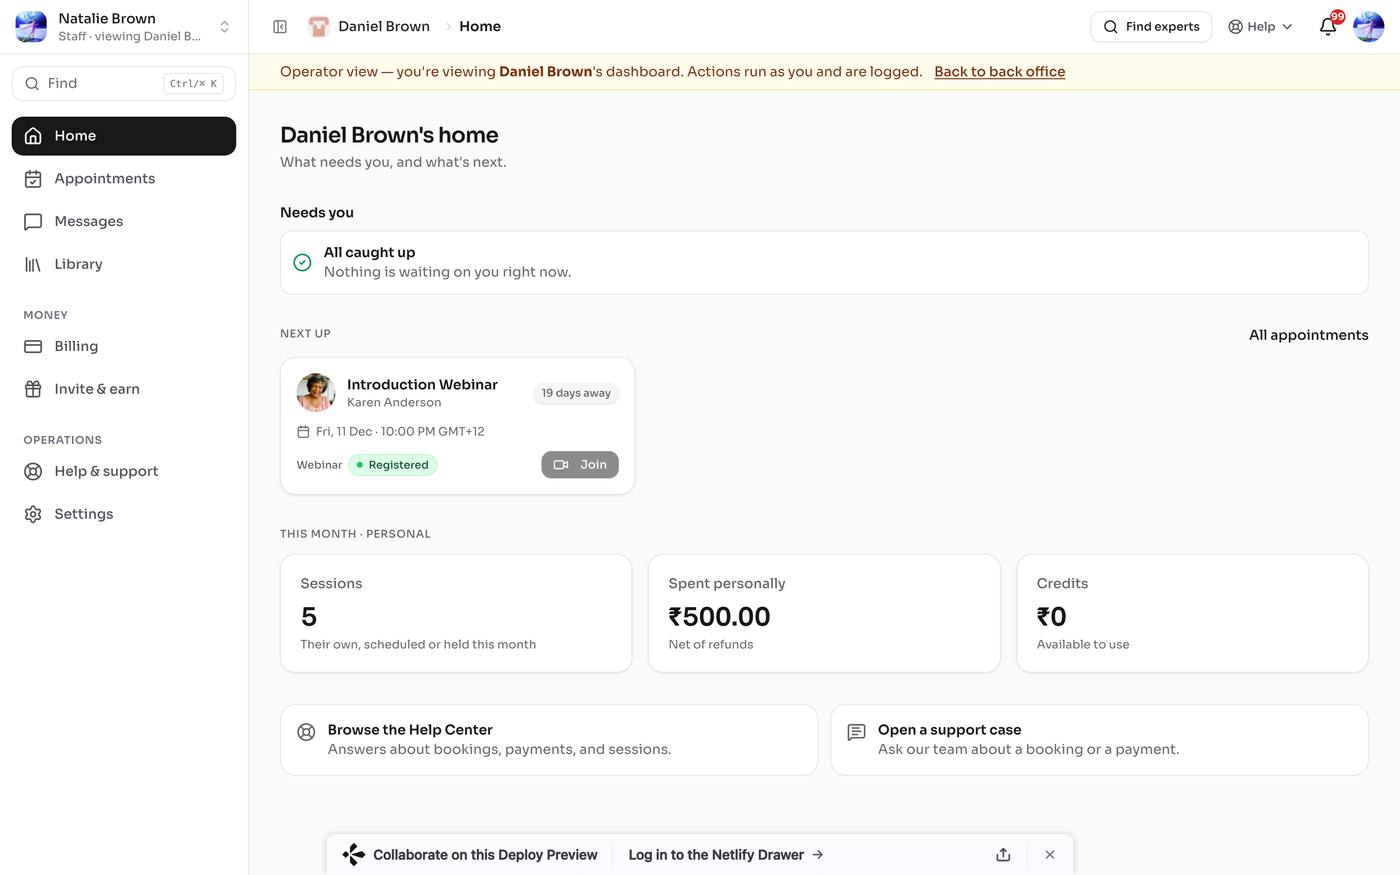 Natalie Brown
Staff · viewing Daniel B...
Find
Ctrl/⌘ K
Home
Appointments
Messages
Library
MONEY
Billing
Invite & earn
OPERATIONS
Help & support
Settings
Daniel Brown
Home
Find experts
Help
99
Operator view — you're viewing Daniel Brown's dashboard. Actions run as you and are logged. Back to back office
Daniel Brown's home
What needs you, and what's next.
Needs you
All caught up
Nothing is waiting on you right now.
NEXT UP
All appointments
Introduction Webinar
Karen Anderson
19 days away
Fri, 11 Dec · 10:00 PM GMT+12
Webinar
Registered
Join
THIS MONTH · PERSONAL
Sessions
5
Their own, scheduled or held this month
Spent personally
₹500.00
Net of refunds
Credits
₹0
Available to use
Browse the Help Center
Answers about bookings, payments, and sessions.
Open a support case
Ask our team about a booking or a payment.
Collaborate on this Deploy Preview
Log in to the Netlify Drawer →